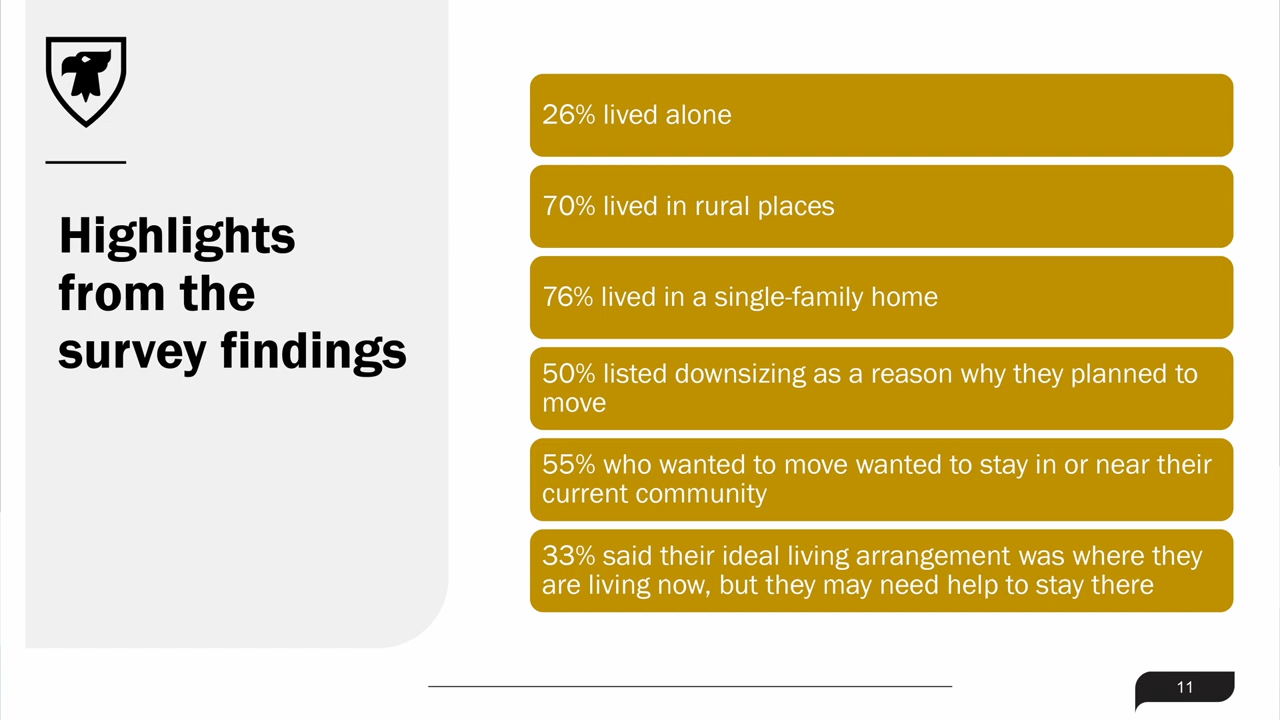 Highlights
from the
survey findings
26% lived alone
70% lived in rural places
76% lived in a single-family home
50% listed downsizing as a reason why they planned to
move
55% who wanted to move wanted to stay in or near their
current community
33% said their ideal living arrangement was where they
are living now, but they may need help to stay there
11